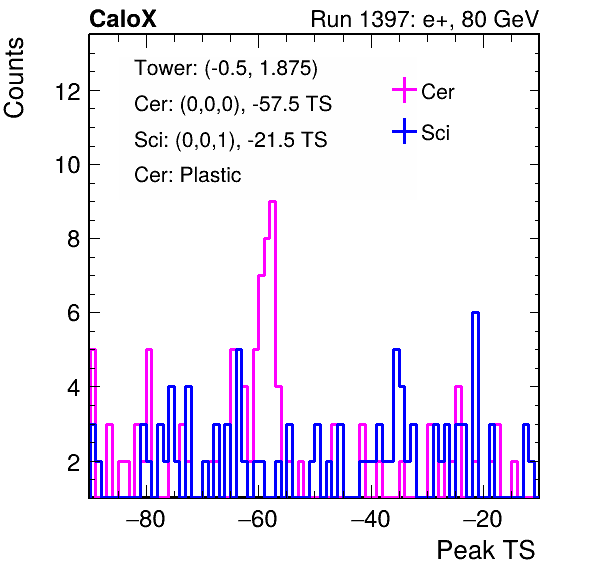 CaloX Run 1397: e+, 80 GeV
Counts
Tower: (-0.5, 1.875)
Cer: (0,0,0), -57.5 TS
Sci: (0,0,1), -21.5 TS
Cer: Plastic
Cer
Sci
12
10
8
6
4
2
−80 −60 −40 −20
Peak TS